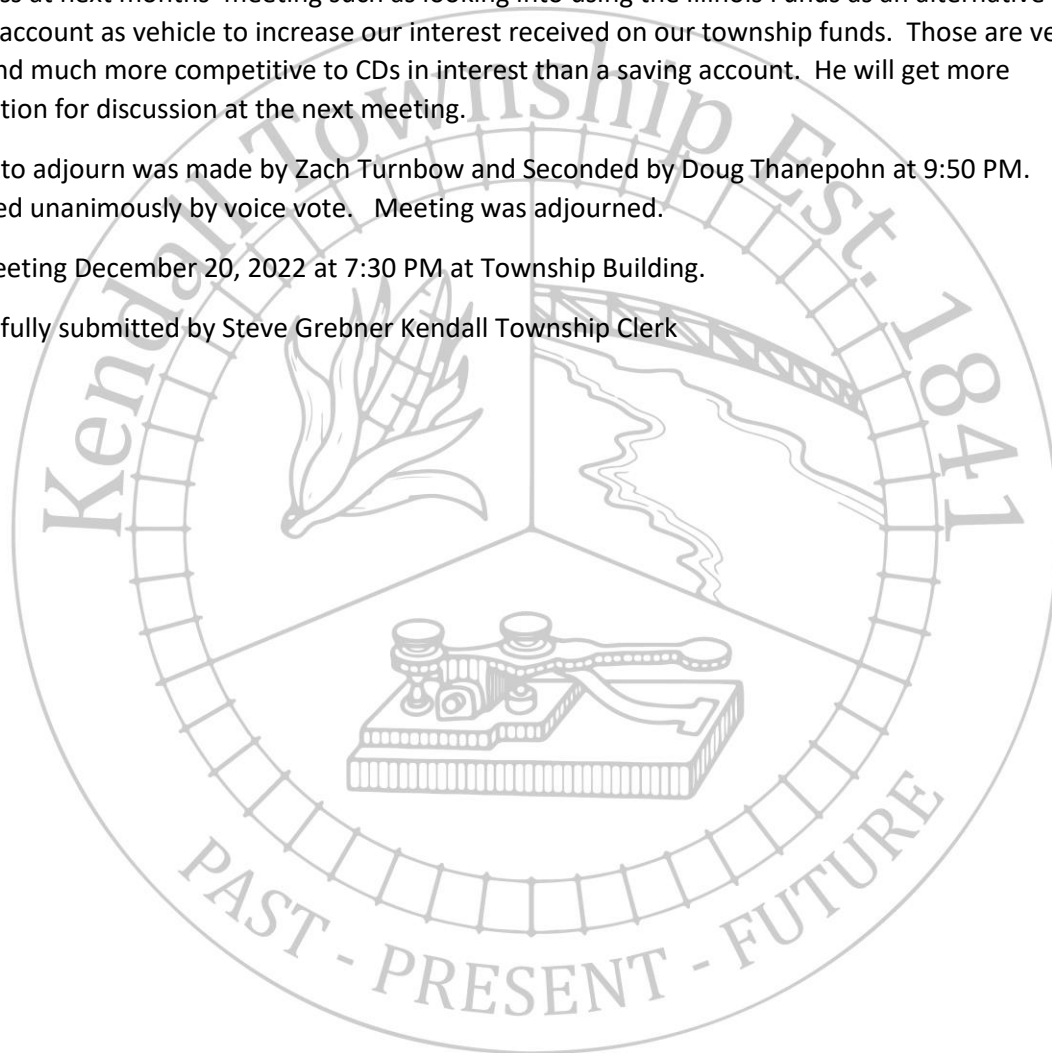 ss at next months' meeting such as looking into using the Illinois Funds as an alternative
account as vehicle to increase our interest received on our township funds. Those are ve
nd much more competitive to CDs in interest than a saving account. He will get more
tion for discussion at the next meeting.
to adjourn was made by Zach Turnbow and Seconded by Doug Thanepohn at 9:50 PM.
ed unanimously by voice vote. Meeting was adjourned.
eeting December 20, 2022 at 7:30 PM at Township Building.
fully submitted by Steve Grebner Kendall Township Clerk
Kendall Township Est. 1841
PAST - PRESENT - FUTURE